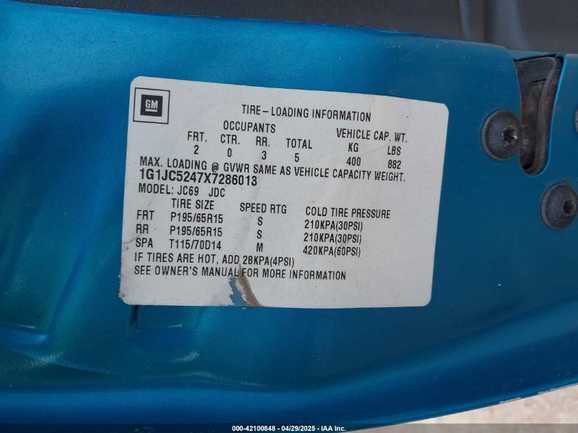 GM
TIRE-LOADING INFORMATION
OCCUPANTS VEHICLE CAP. WT.
FRT. CTR. RR. TOTAL KG LBS
2 0 3 5 400 882
MAX. LOADING @ GVWR SAME AS VEHICLE CAPACITY WEIGHT.
1G1JC5247X7286013
MODEL: JC69 JDC
TIRE SIZE SPEED RTG COLD TIRE PRESSURE
FRT P195/65R15 S 210KPA(30PSI)
RR P195/65R15 S 210KPA(30PSI)
SPA T115/70D14 M 420KPA(60PSI)
IF TIRES ARE HOT, ADD 28KPA(4PSI)
SEE OWNER'S MANUAL FOR MORE INFORMATION
000-42100848 - 04/29/2025 - IAA Inc.